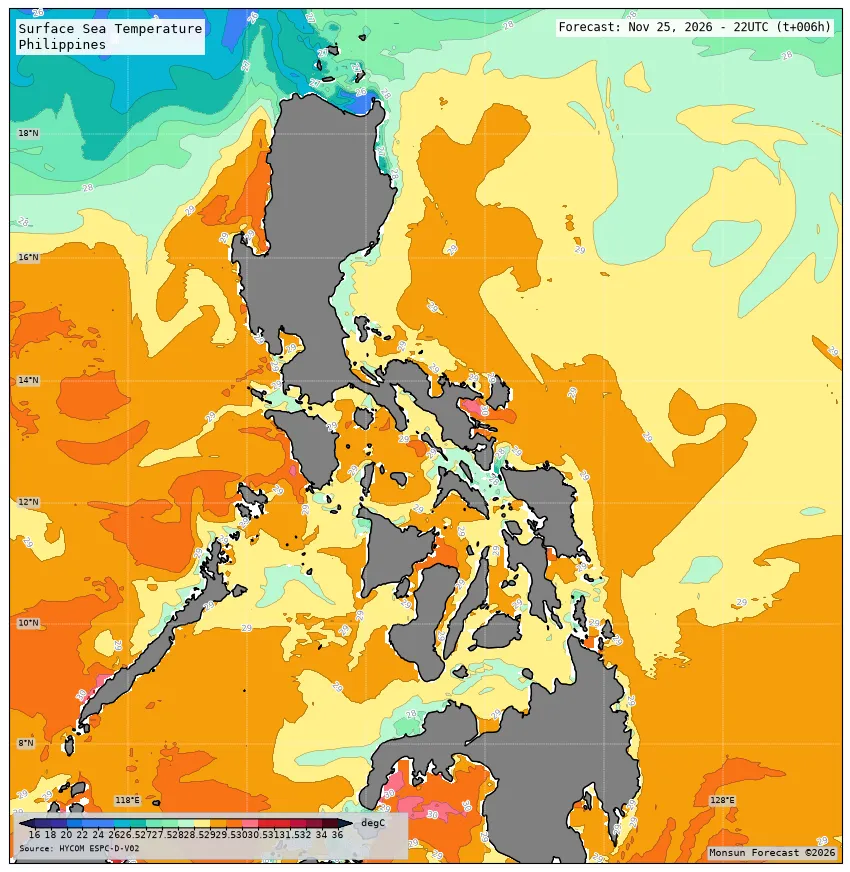 Surface Sea Temperature
Philippines
Forecast: Nov 25, 2026 - 22UTC (t+006h)
18°N
16°N
14°N
12°N
10°N
8°N
118°E
128°E
16 18 20 22 24 26 26.5 27 27.5 28 28.5 29 29.5 30 30.5 31 31.5 32 34 36 degC
Source: HYCOM ESPC-D-V02
Monsun Forecast ©2026